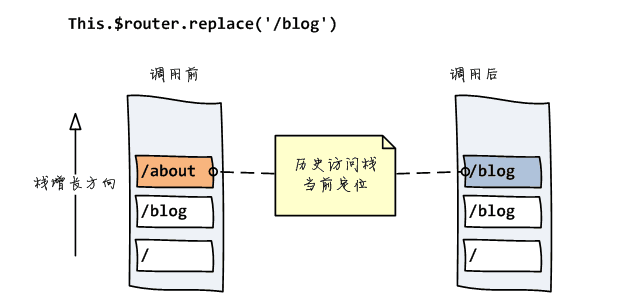 This.$router.replace('/blog')
调用前
调用后
栈增长方向
/about
/blog
/
历史访问栈
当前定位
/blog
/blog
/